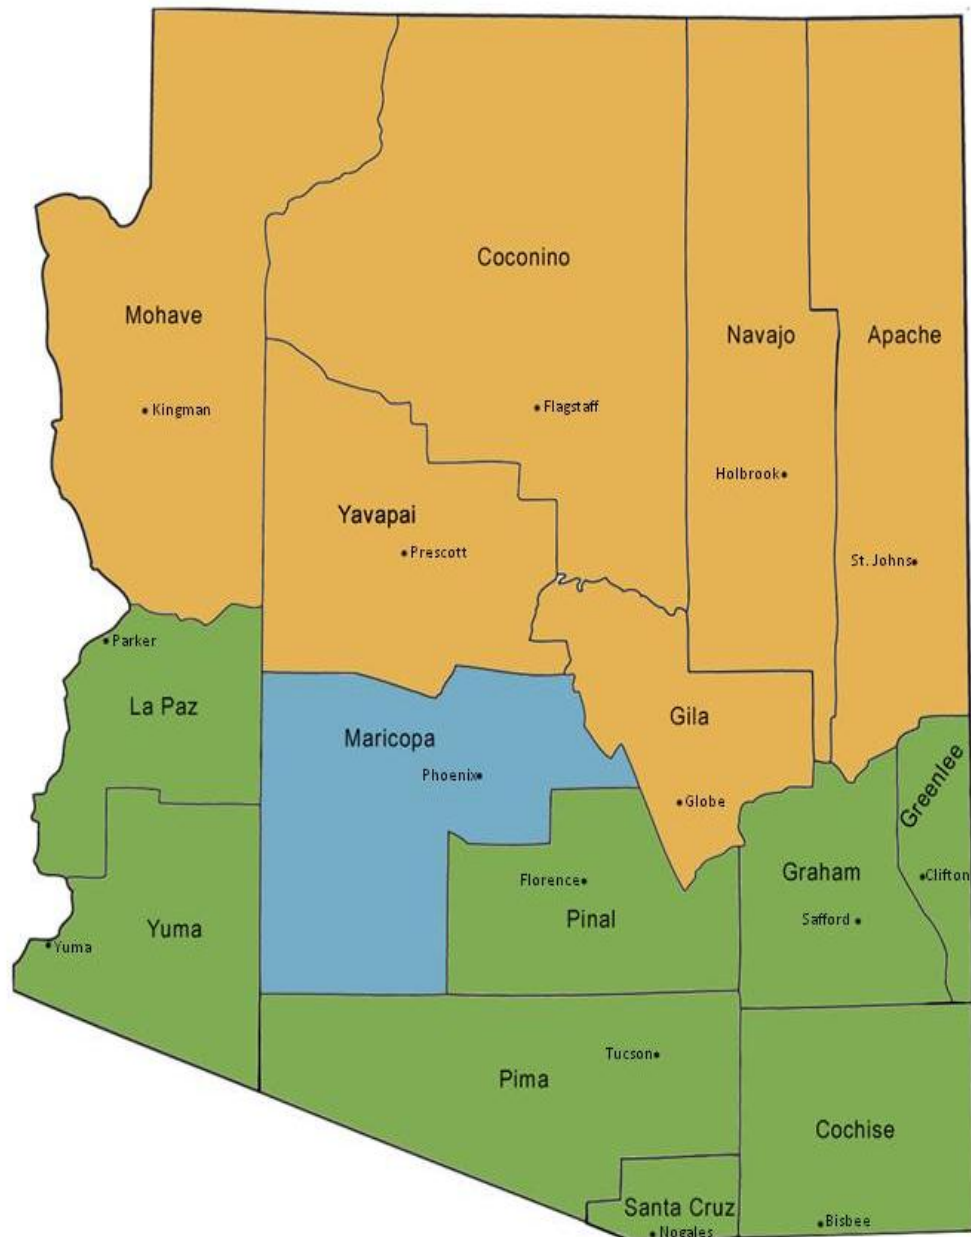 Coconino
Mohave
Navajo
Apache
Kingman
Flagstaff
Holbrook
Yavapai
Prescott
St. Johns
Parker
La Paz
Gila
Maricopa
Phoenix
Globe
Greenlee
Graham
Clifton
Florence
Pinal
Safford
Yuma
Yuma
Tucson
Pima
Cochise
Santa Cruz
Bisbee
Nogales